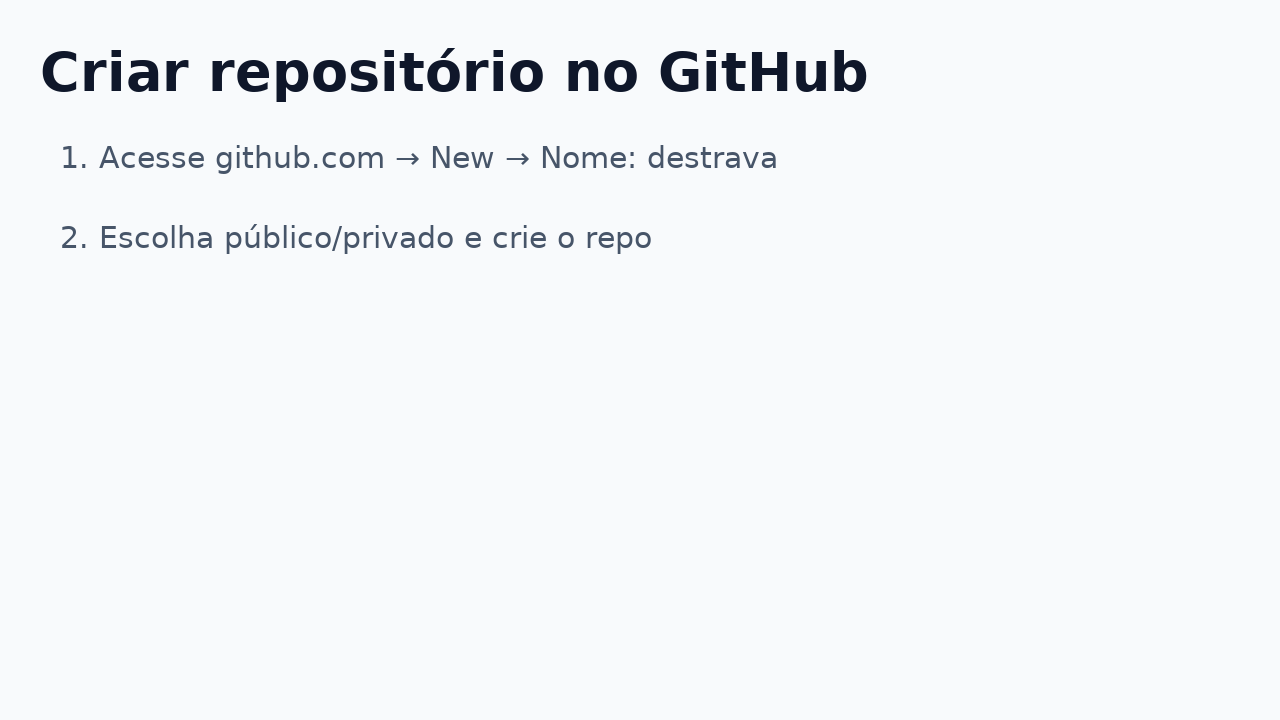 Criar repositório no GitHub
1. Acesse github.com → New → Nome: destrava
2. Escolha público/privado e crie o repo